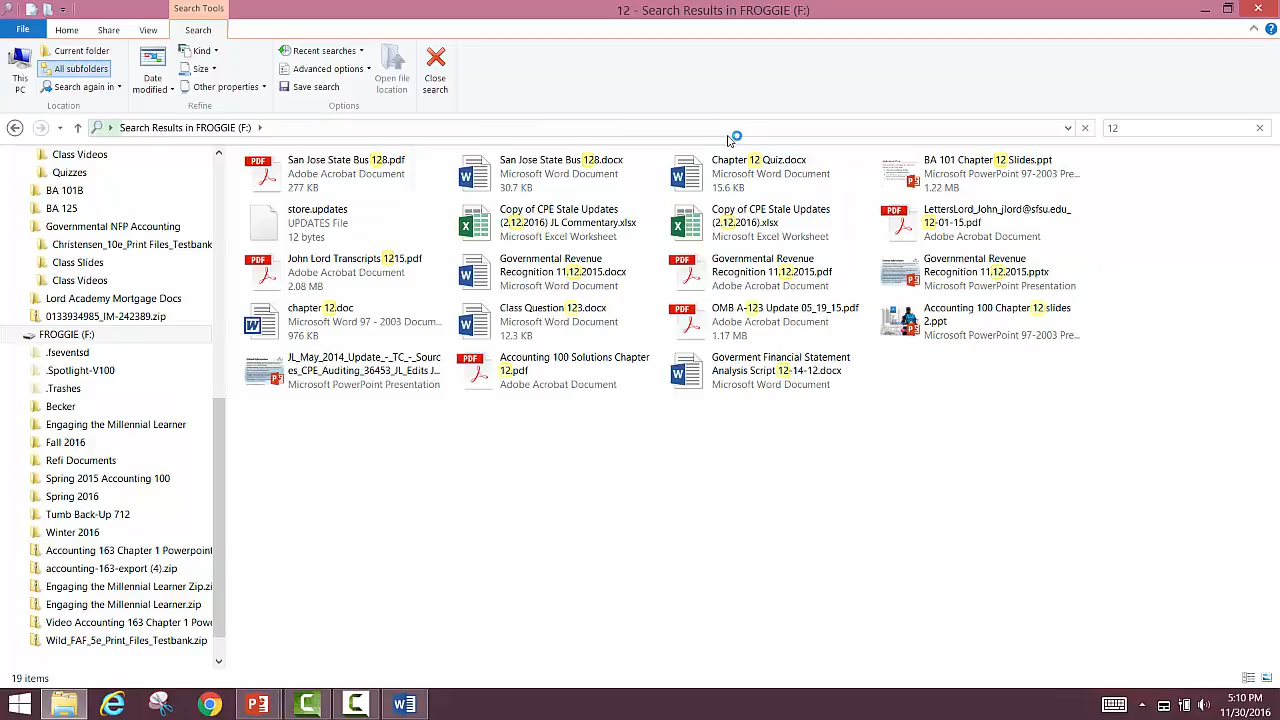 Search Tools
12 - Search Results in FROGGIE (F:)
File
Home
Share
View
Search
This PC
Current folder
All subfolders
Search again in
Location
Date modified
Kind
Size
Other properties
Refine
Recent searches
Advanced options
Save search
Options
Open file location
Close search
Search Results in FROGGIE (F:)
12
Class Videos
Quizzes
BA 101B
BA 125
Governmental NFP Accounting
Christensen_10e_Print Files_Testbank
Class Slides
Class Videos
Lord Academy Mortgage Docs
0133934985_IM-242389.zip
FROGGIE (F:)
.fseventsd
.Spotlight-V100
.Trashes
Becker
Engaging the Millennial Learner
Fall 2016
Refi Documents
Spring 2015 Accounting 100
Spring 2016
Tumb Back-Up 712
Winter 2016
Accounting 163 Chapter 1 Powerpoint
accounting-163-export (4).zip
Engaging the Millennial Learner Zip.zi
Engaging the Millennial Learner.zip
Video Accounting 163 Chapter 1 Powe
Wild_FAF_5e_Print_Files_Testbank.zip
San Jose State Bus 128.pdf
Adobe Acrobat Document
277 KB
San Jose State Bus 128.docx
Microsoft Word Document
30.7 KB
Chapter 12 Quiz.docx
Microsoft Word Document
15.6 KB
BA 101 Chapter 12 Slides.ppt
Microsoft PowerPoint 97-2003 Pre...
1.22 MB
store.updates
UPDATES File
12 bytes
Copy of CPE Stale Updates
(2.12.2016) JL Commentary.xlsx
Microsoft Excel Worksheet
Copy of CPE Stale Updates
(2.12.2016).xlsx
Microsoft Excel Worksheet
LettersLord_John_jlord@sfsu.edu_
12-01-15.pdf
Adobe Acrobat Document
John Lord Transcripts 1215.pdf
Adobe Acrobat Document
2.08 MB
Governmental Revenue
Recognition 11.12.2015.docx
Microsoft Word Document
Governmental Revenue
Recognition 11.12.2015.pdf
Adobe Acrobat Document
Governmental Revenue
Recognition 11.12.2015.pptx
Microsoft PowerPoint Presentation
chapter 12.doc
Microsoft Word 97 - 2003 Docum...
976 KB
Class Question 123.docx
Microsoft Word Document
12.3 KB
OMB A-123 Update 05_19_15.pdf
Adobe Acrobat Document
1.17 MB
Accounting 100 Chapter 12 slides
2.ppt
Microsoft PowerPoint 97-2003 Pre...
JL_May_2014_Update_-_TC_-_Sourc
es_CPE_Auditing_36453_JL_Edits.f...
Microsoft PowerPoint Presentation
Accounting 100 Solutions Chapter
12.pdf
Adobe Acrobat Document
Goverment Financial Statement
Analysis Script 12-14-12.docx
Microsoft Word Document
19 items
5:10 PM
11/30/2016